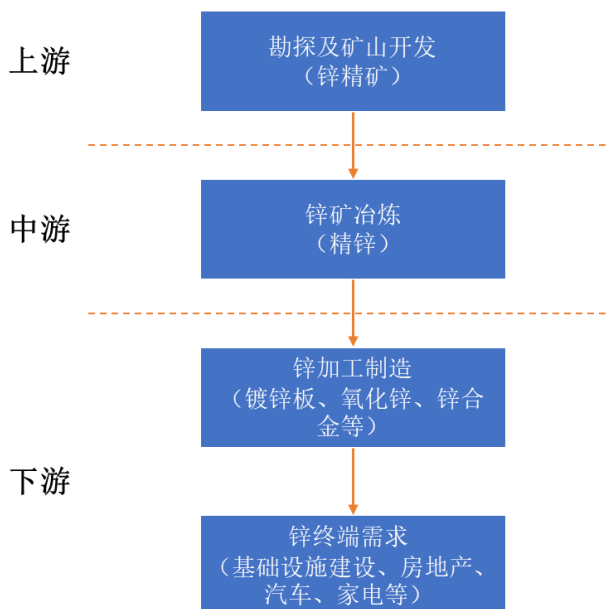 上游
勘探及矿山开发
（锌精矿）
中游
锌矿冶炼
（精锌）
锌加工制造
（镀锌板、氧化锌、锌合
金等）
下游
锌终端需求
（基础设施建设、房地产、
汽车、家电等）